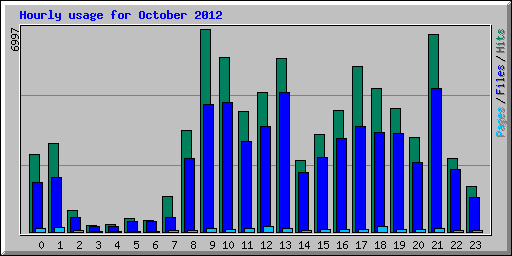 Hourly usage for October 2012
6997
Pages / Files / Hits
0 1 2 3 4 5 6 7 8 9 10 11 12 13 14 15 16 17 18 19 20 21 22 23